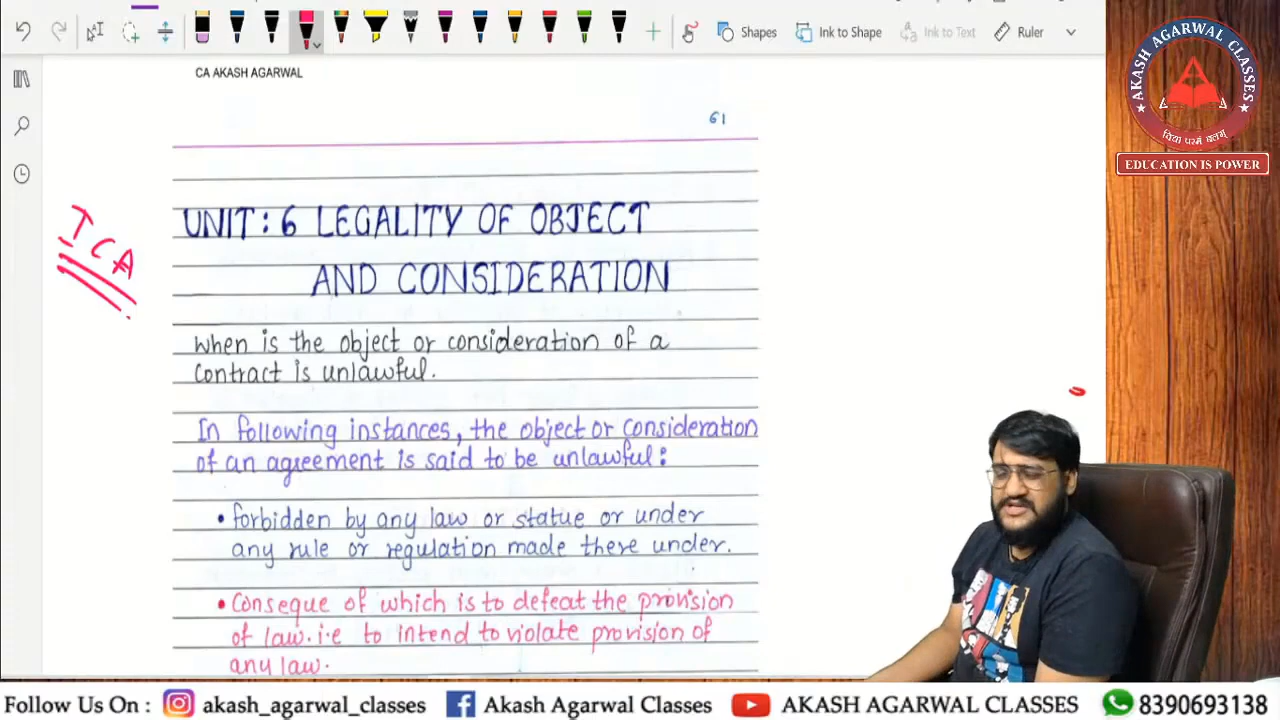 Shapes
Ink to Shape
Ink to Text
Ruler
CA AKASH AGARWAL
61
ICA
UNIT: 6 LEGALITY OF OBJECT
AND CONSIDERATION
When is the object or consideration of a
contract is unlawful.
In following instances, the object or consideration
of an agreement is said to be unlawful:
• forbidden by any law or statue or under
any rule or regulation made there under.
• Conseque of which is to defeat the provision
of law. i.e to intend to violate provision of
any law.
AKASH AGARWAL CLASSES
विद्या परमं बलम्
EDUCATION IS POWER
Follow Us On : akash_agarwal_classes Akash Agarwal Classes AKASH AGARWAL CLASSES 8390693138